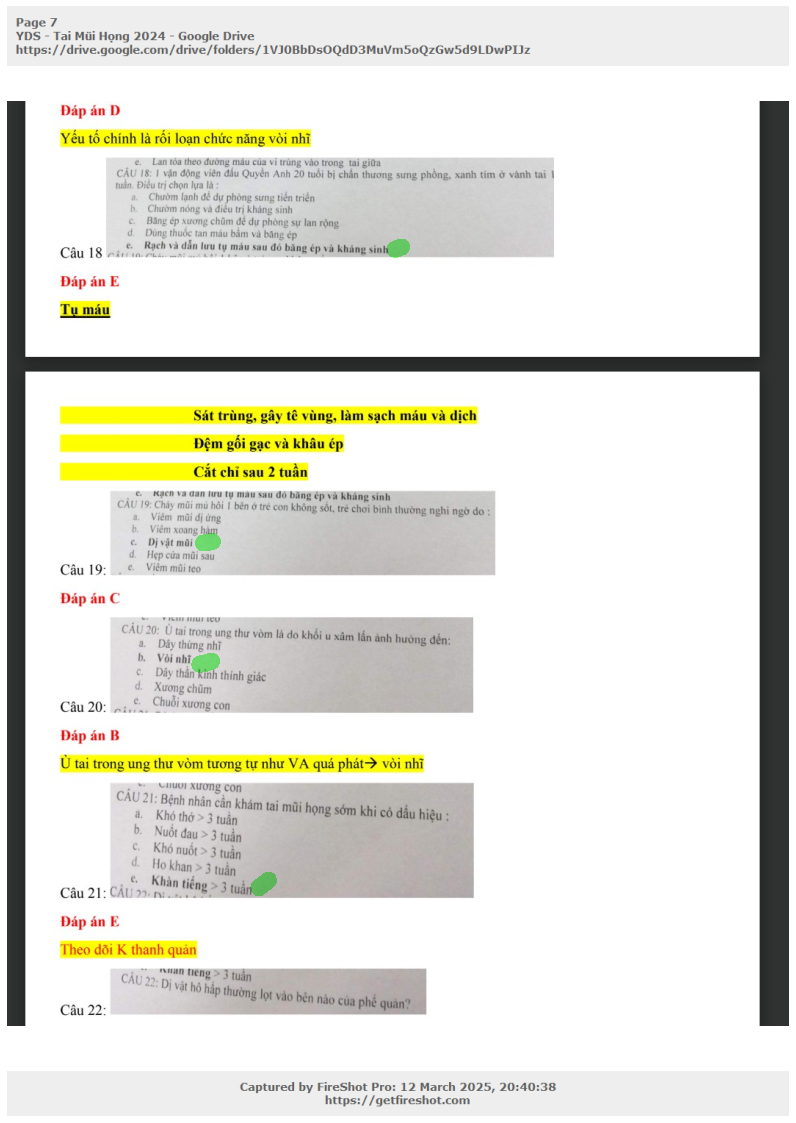 Page 7
YDS - Tai Mũi Họng 2024 - Google Drive
https://drive.google.com/drive/folders/1VJ0BbDsOQdD3MuVm5oQzGw5d9LDwPIJz
Đáp án D
Yếu tố chính là rối loạn chức năng vòi nhĩ
e. Lan tỏa theo đường máu của vi trùng vào trong tai giữa
CÂU 18: 1 vận động viên đấu Quyền Anh 20 tuổi bị chấn thương sưng phồng, xanh tím ở vành tai 1
tuần. Điều trị chọn lựa là :
a. Chườm lạnh để dự phòng sưng tiến triển
b. Chườm nóng và điều trị kháng sinh
c. Băng ép xương chũm để dự phòng sự lan rộng
d. Dùng thuốc tan máu bầm và băng ép
e. Rạch và dẫn lưu tụ máu sau đó băng ép và kháng sinh
Câu 18
Đáp án E
Tụ máu
Sát trùng, gây tê vùng, làm sạch máu và dịch
Đệm gối gạc và khâu ép
Cắt chỉ sau 2 tuần
e. Rạch và dẫn lưu tụ máu sau đó băng ép và kháng sinh
CÂU 19: Chảy mũi mủ hôi 1 bên ở trẻ con không sốt, trẻ chơi bình thường nghi ngờ do :
a. Viêm mũi dị ứng
b. Viêm xoang hàm
c. Dị vật mũi
d. Hẹp cửa mũi sau
e. Viêm mũi teo
Câu 19:
Đáp án C
e. Viêm mũi teo
CÂU 20: Ù tai trong ung thư vòm là do khối u xâm lấn ảnh hưởng đến:
a. Dây thừng nhĩ
b. Vòi nhĩ
c. Dây thần kinh thính giác
d. Xương chũm
e. Chuỗi xương con
Câu 20:
Đáp án B
Ù tai trong ung thư vòm tương tự như VA quá phát→ vòi nhĩ
e. Chuỗi xương con
CÂU 21: Bệnh nhân cần khám tai mũi họng sớm khi có dấu hiệu :
a. Khó thở > 3 tuần
b. Nuốt đau > 3 tuần
c. Khó nuốt > 3 tuần
d. Ho khan > 3 tuần
e. Khàn tiếng > 3 tuần
Câu 21: CÂU 22: Dị
Đáp án E
Theo dõi K thanh quản
Khàn tiếng > 3 tuần
CÂU 22: Dị vật hô hấp thường lọt vào bên nào của phế quản?
Câu 22:
Captured by FireShot Pro: 12 March 2025, 20:40:38
https://getfireshot.com